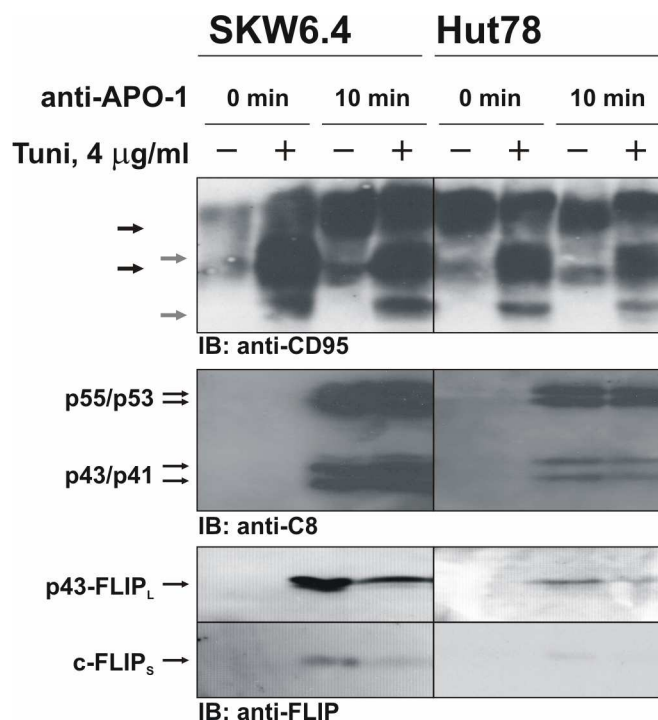 SKW6.4 Hut78
anti-APO-1 0 min 10 min 0 min 10 min
Tuni, 4 μg/ml − + − + − + − +
IB: anti-CD95
p55/p53
p43/p41
IB: anti-C8
p43-FLIPL
c-FLIPS
IB: anti-FLIP